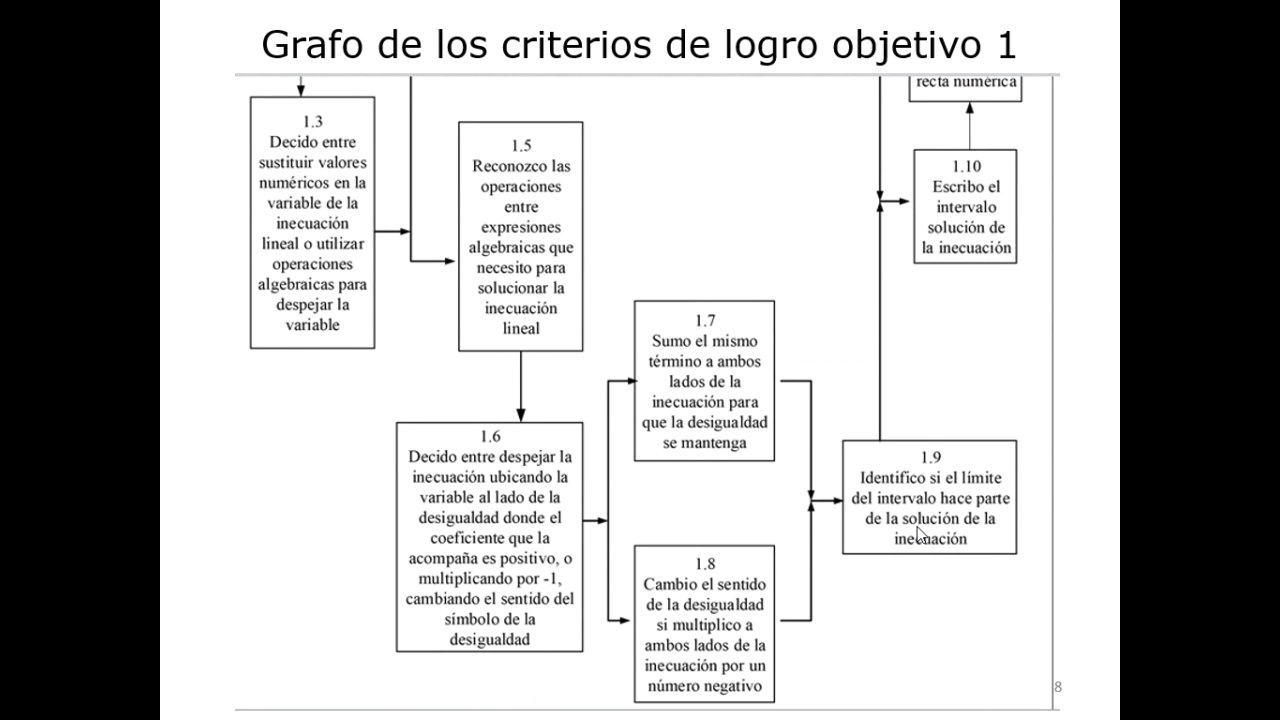 Grafo de los criterios de logro objetivo 1
1.3
Decido entre
sustituir valores
numéricos en la
variable de la
inecuación
lineal o utilizar
operaciones
algebraicas para
despejar la
variable
1.5
Reconozco las
operaciones
entre
expresiones
algebraicas que
necesito para
solucionar la
inecuación
lineal
1.6
Decido entre despejar la
inecuación ubicando la
variable al lado de la
desigualdad donde el
coeficiente que la
acompaña es positivo, o
multiplicando por -1,
cambiando el sentido del
símbolo de la
desigualdad
1.7
Sumo el mismo
término a ambos
lados de la
inecuación para
que la desigualdad
se mantenga
1.8
Cambio el sentido
de la desigualdad
si multiplico a
ambos lados de la
inecuación por un
número negativo
1.9
Identifico si el límite
del intervalo hace parte
de la solución de la
inecuación
1.10
Escribo el
intervalo
solución de
la inecuación
recta numérica
8